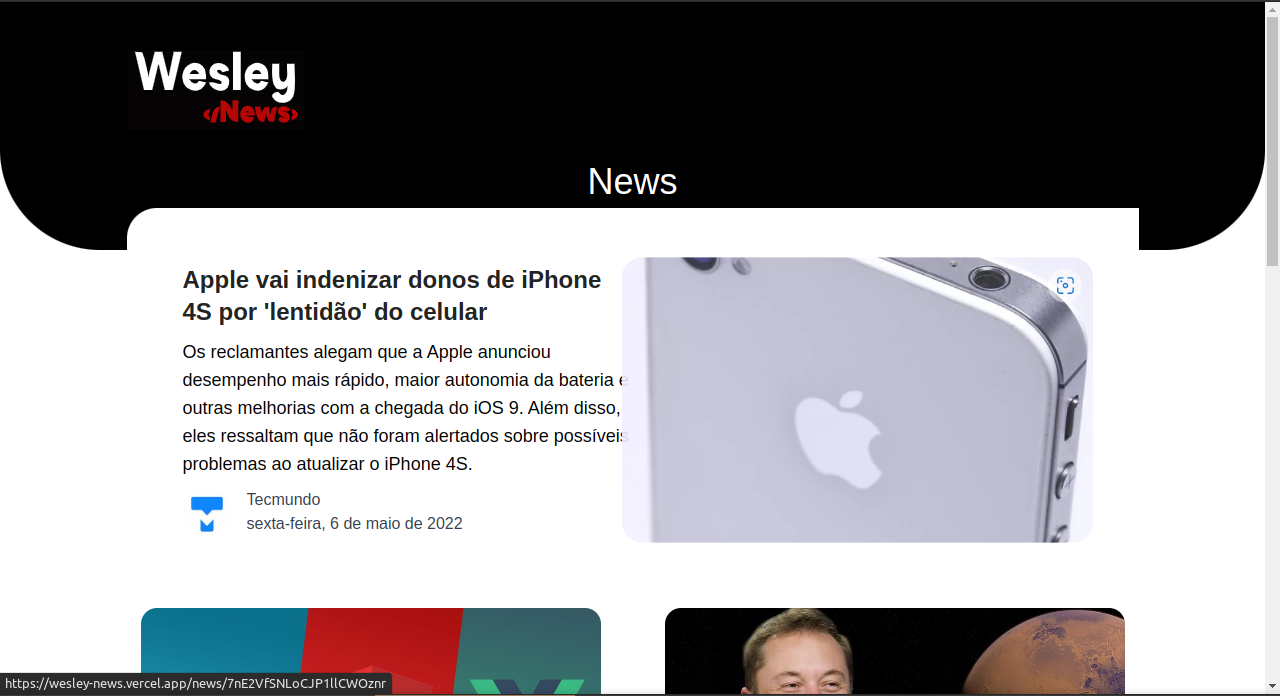 Wesley
</News>
News
Apple vai indenizar donos de iPhone
4S por 'lentidão' do celular
Os reclamantes alegam que a Apple anunciou
desempenho mais rápido, maior autonomia da bateria e
outras melhorias com a chegada do iOS 9. Além disso,
eles ressaltam que não foram alertados sobre possíveis
problemas ao atualizar o iPhone 4S.
Tecmundo
sexta-feira, 6 de maio de 2022
https://wesley-news.vercel.app/news/7nE2VfSNLoCJP1llCWOznr